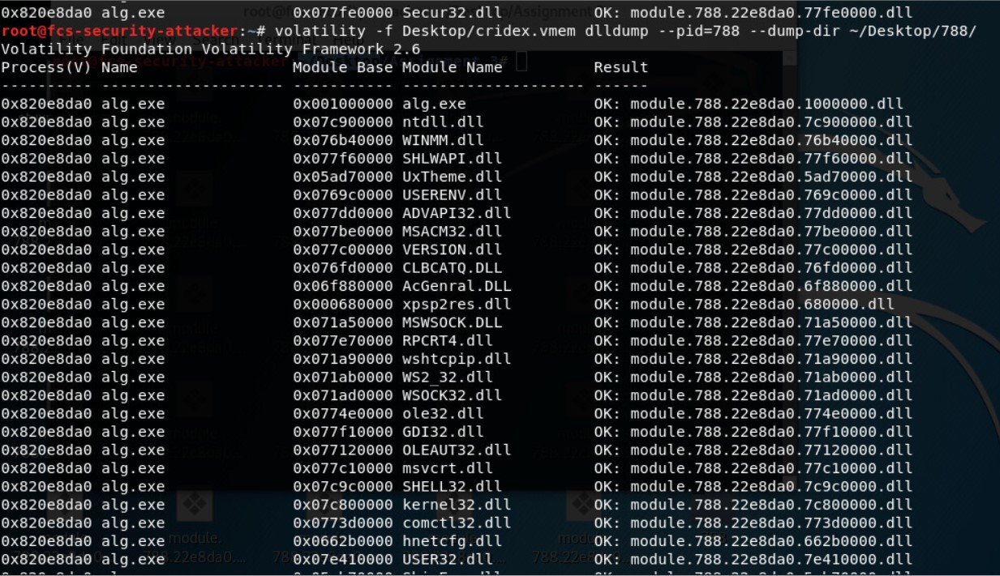 0x820e8da0 alg.exe 0x077fe0000 Secur32.dll OK: module.788.22e8da0.77fe0000.dll
root@fcs-security-attacker:~# volatility -f Desktop/cridex.vmem dlldump --pid=788 --dump-dir ~/Desktop/788/
Volatility Foundation Volatility Framework 2.6
Process(V) Name Module Base Module Name Result
---------- -------------------- ----------- -------------------- ------
0x820e8da0 alg.exe 0x001000000 alg.exe OK: module.788.22e8da0.1000000.dll
0x820e8da0 alg.exe 0x07c900000 ntdll.dll OK: module.788.22e8da0.7c900000.dll
0x820e8da0 alg.exe 0x076b40000 WINMM.dll OK: module.788.22e8da0.76b40000.dll
0x820e8da0 alg.exe 0x077f60000 SHLWAPI.dll OK: module.788.22e8da0.77f60000.dll
0x820e8da0 alg.exe 0x05ad70000 UxTheme.dll OK: module.788.22e8da0.5ad70000.dll
0x820e8da0 alg.exe 0x0769c0000 USERENV.dll OK: module.788.22e8da0.769c0000.dll
0x820e8da0 alg.exe 0x077dd0000 ADVAPI32.dll OK: module.788.22e8da0.77dd0000.dll
0x820e8da0 alg.exe 0x077be0000 MSACM32.dll OK: module.788.22e8da0.77be0000.dll
0x820e8da0 alg.exe 0x077c00000 VERSION.dll OK: module.788.22e8da0.77c00000.dll
0x820e8da0 alg.exe 0x076fd0000 CLBCATQ.DLL OK: module.788.22e8da0.76fd0000.dll
0x820e8da0 alg.exe 0x06f880000 AcGenral.DLL OK: module.788.22e8da0.6f880000.dll
0x820e8da0 alg.exe 0x000680000 xpsp2res.dll OK: module.788.22e8da0.680000.dll
0x820e8da0 alg.exe 0x071a50000 MSWSOCK.DLL OK: module.788.22e8da0.71a50000.dll
0x820e8da0 alg.exe 0x077e70000 RPCRT4.dll OK: module.788.22e8da0.77e70000.dll
0x820e8da0 alg.exe 0x071a90000 wshtcpip.dll OK: module.788.22e8da0.71a90000.dll
0x820e8da0 alg.exe 0x071ab0000 WS2_32.dll OK: module.788.22e8da0.71ab0000.dll
0x820e8da0 alg.exe 0x071ad0000 WSOCK32.dll OK: module.788.22e8da0.71ad0000.dll
0x820e8da0 alg.exe 0x0774e0000 ole32.dll OK: module.788.22e8da0.774e0000.dll
0x820e8da0 alg.exe 0x077f10000 GDI32.dll OK: module.788.22e8da0.77f10000.dll
0x820e8da0 alg.exe 0x077120000 OLEAUT32.dll OK: module.788.22e8da0.77120000.dll
0x820e8da0 alg.exe 0x077c10000 msvcrt.dll OK: module.788.22e8da0.77c10000.dll
0x820e8da0 alg.exe 0x07c9c0000 SHELL32.dll OK: module.788.22e8da0.7c9c0000.dll
0x820e8da0 alg.exe 0x07c800000 kernel32.dll OK: module.788.22e8da0.7c800000.dll
0x820e8da0 alg.exe 0x0773d0000 comctl32.dll OK: module.788.22e8da0.773d0000.dll
0x820e8da0 alg.exe 0x0662b0000 hnetcfg.dll OK: module.788.22e8da0.662b0000.dll
0x820e8da0 alg.exe 0x07e410000 USER32.dll OK: module.788.22e8da0.7e410000.dll